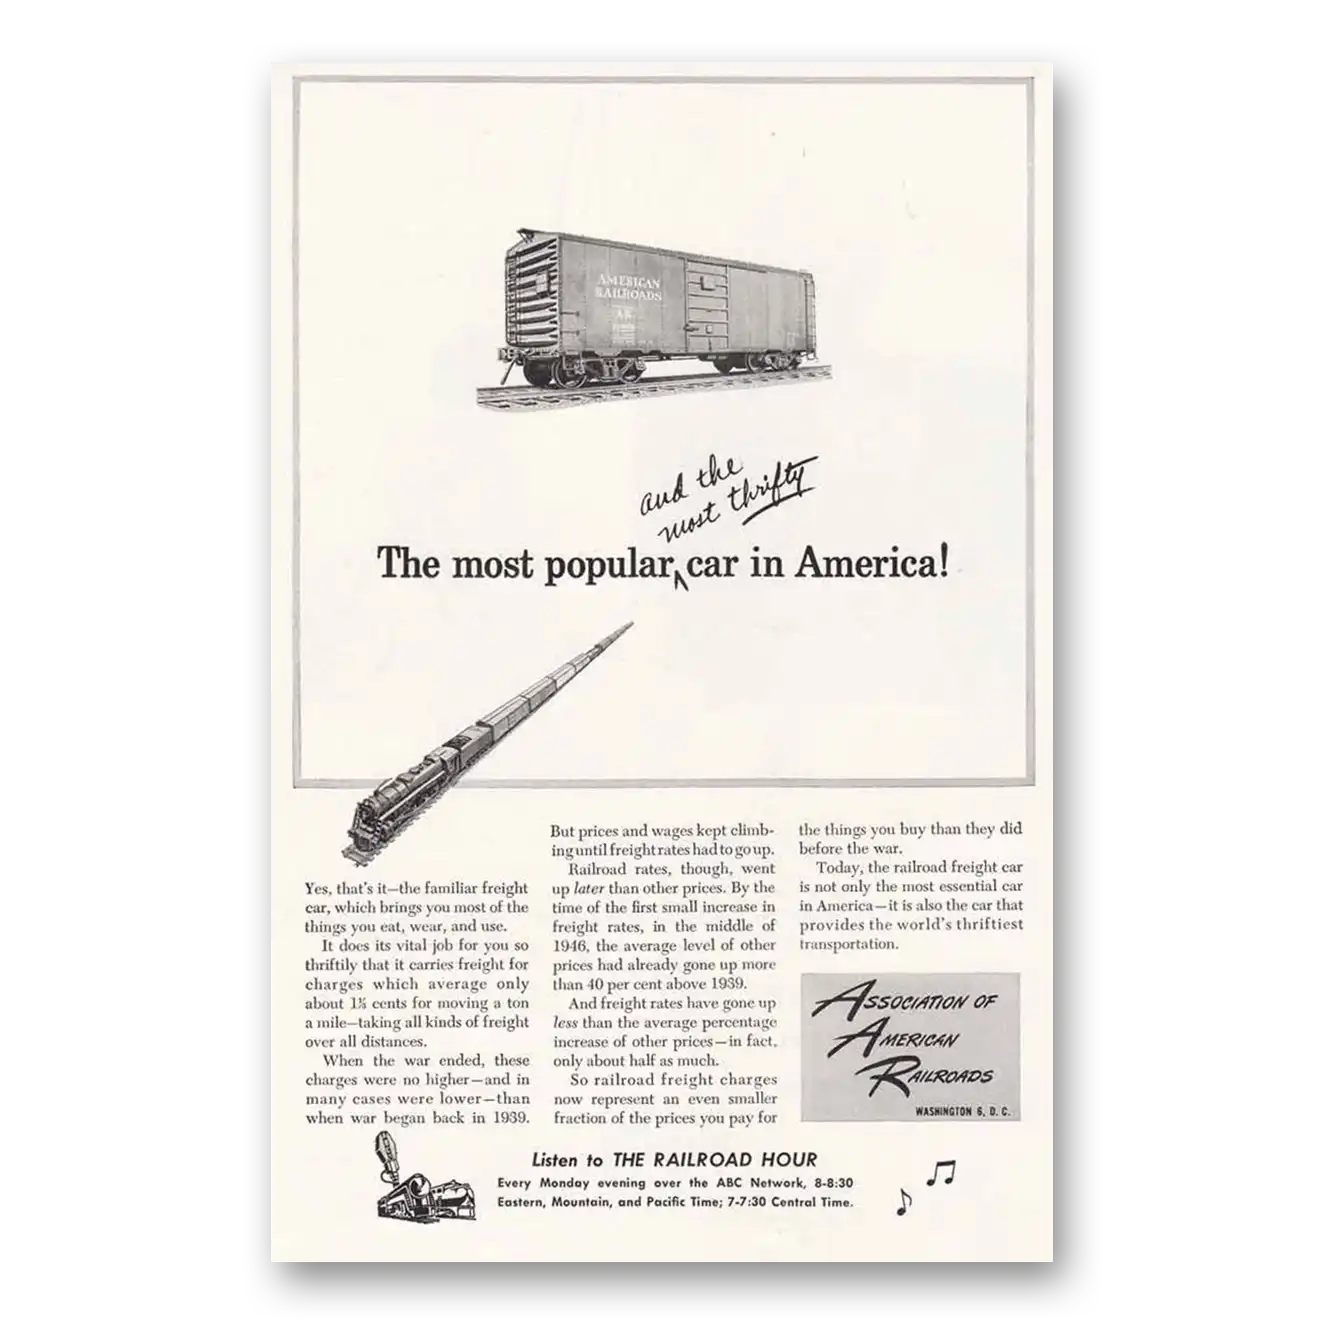 AMERICAN
RAILROADS
AR
and the
most thrifty
The most popular car in America!
Yes, that's it—the familiar freight
car, which brings you most of the
things you eat, wear, and use.
It does its vital job for you so
thriftily that it carries freight for
charges which average only
about 1¼ cents for moving a ton
a mile—taking all kinds of freight
over all distances.
When the war ended, these
charges were no higher—and in
many cases were lower—than
when war began back in 1939.
But prices and wages kept climb-
ing until freight rates had to go up.
Railroad rates, though, went
up later than other prices. By the
time of the first small increase in
freight rates, in the middle of
1946, the average level of other
prices had already gone up more
than 40 per cent above 1939.
And freight rates have gone up
less than the average percentage
increase of other prices—in fact,
only about half as much.
So railroad freight charges
now represent an even smaller
fraction of the prices you pay for
the things you buy than they did
before the war.
Today, the railroad freight car
is not only the most essential car
in America—it is also the car that
provides the world's thriftiest
transportation.
ASSOCIATION OF
AMERICAN
RAILROADS
WASHINGTON 6, D. C.
Listen to THE RAILROAD HOUR
Every Monday evening over the ABC Network, 8-8:30
Eastern, Mountain, and Pacific Time; 7-7:30 Central Time.